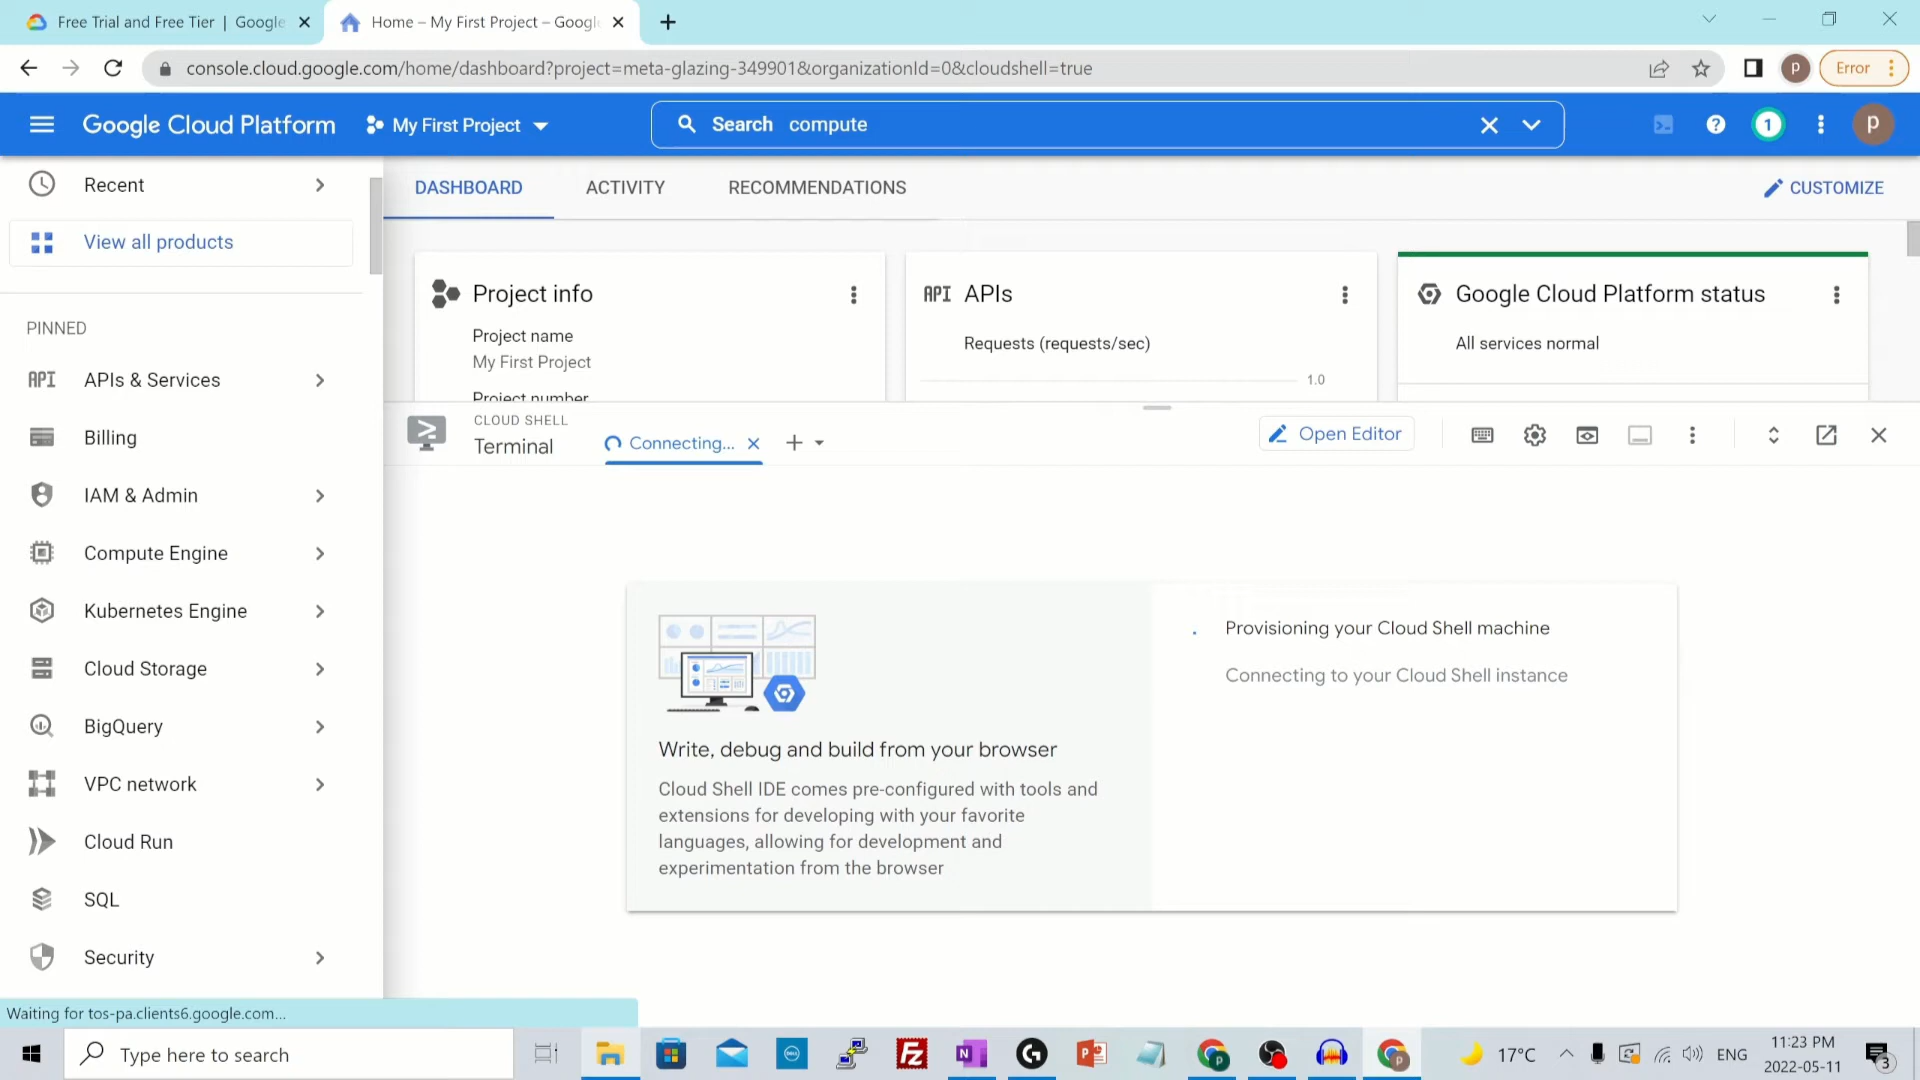 Free Trial and Free Tier | Google
Home – My First Project – Google
console.cloud.google.com/home/dashboard?project=meta-glazing-349901&organizationId=0&cloudshell=true
P
Error
Google Cloud Platform
My First Project
Search compute
1
p
Recent
View all products
PINNED
API APIs & Services
Billing
IAM & Admin
Compute Engine
Kubernetes Engine
Cloud Storage
BigQuery
VPC network
Cloud Run
SQL
Security
DASHBOARD
ACTIVITY
RECOMMENDATIONS
CUSTOMIZE
Project info
Project name
My First Project
Project number
API APIs
Requests (requests/sec)
1.0
Google Cloud Platform status
All services normal
CLOUD SHELL
Terminal
Connecting...
Open Editor
Write, debug and build from your browser
Cloud Shell IDE comes pre-configured with tools and
extensions for developing with your favorite
languages, allowing for development and
experimentation from the browser
Provisioning your Cloud Shell machine
Connecting to your Cloud Shell instance
Waiting for tos-pa.clients6.google.com...
Type here to search
17°C
ENG
11:23 PM
2022-05-11
3